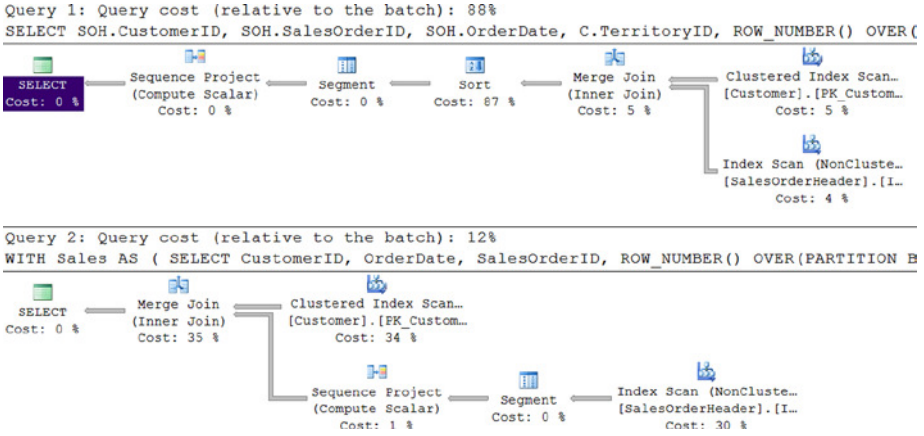 Query 1: Query cost (relative to the batch): 88%
SELECT SOH.CustomerID, SOH.SalesOrderID, SOH.OrderDate, C.TerritoryID, ROW_NUMBER() OVER(
SELECT
Cost: 0 %
Sequence Project
(Compute Scalar)
Cost: 0 %
Segment
Cost: 0 %
Sort
Cost: 87 %
Merge Join
(Inner Join)
Cost: 5 %
Clustered Index Scan…
[Customer].[PK_Custom…
Cost: 5 %
Index Scan (NonCluste…
[SalesOrderHeader].[I…
Cost: 4 %
Query 2: Query cost (relative to the batch): 12%
WITH Sales AS ( SELECT CustomerID, OrderDate, SalesOrderID, ROW_NUMBER() OVER(PARTITION B
SELECT
Cost: 0 %
Merge Join
(Inner Join)
Cost: 35 %
Clustered Index Scan…
[Customer].[PK_Custom…
Cost: 34 %
Sequence Project
(Compute Scalar)
Cost: 1 %
Segment
Cost: 0 %
Index Scan (NonCluste…
[SalesOrderHeader].[I…
Cost: 30 %